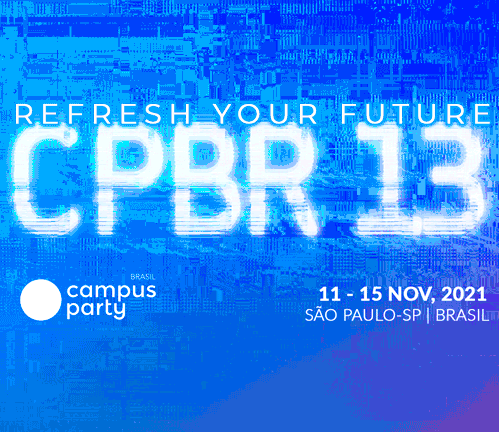 REFRESH YOUR FUTURE
CPBR 13
BRASIL
campus
party
11 - 15 NOV, 2021
SÃO PAULO-SP | BRASIL